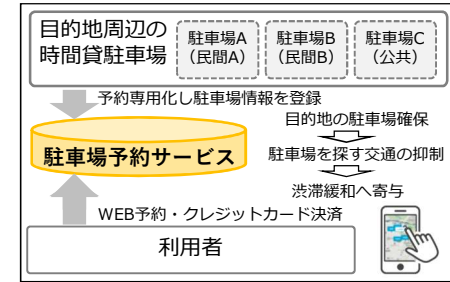 目的地周辺の
時間貸駐車場
駐車場A
(民間A)
駐車場B
(民間B)
駐車場C
(公共)
予約専用化し駐車場情報を登録
目的地の駐車場確保
駐車場予約サービス
駐車場を探す交通の抑制
渋滞緩和へ寄与
WEB予約・クレジットカード決済
利用者